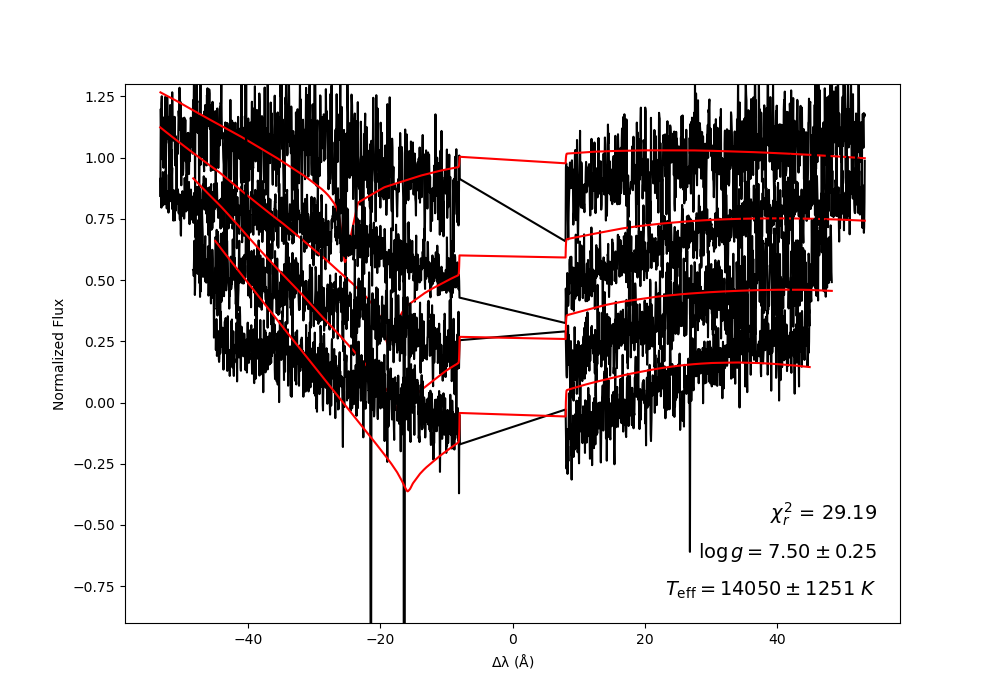 1.25
1.00
0.75
0.50
0.25
0.00
−0.25
−0.50
−0.75
Normalized Flux
χ²ᵣ = 29.19
log g = 7.50 ± 0.25
T_eff = 14050 ± 1251 K
−40 −20 0 20 40
Δλ (Å)